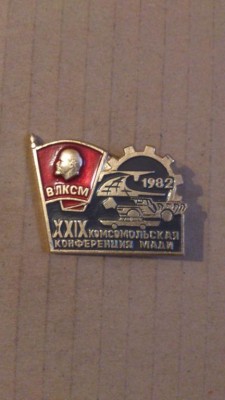 1982
ВЛКСМ
XXIX КОМСОМОЛЬСКАЯ
КОНФЕРЕНЦИЯ МАДИ